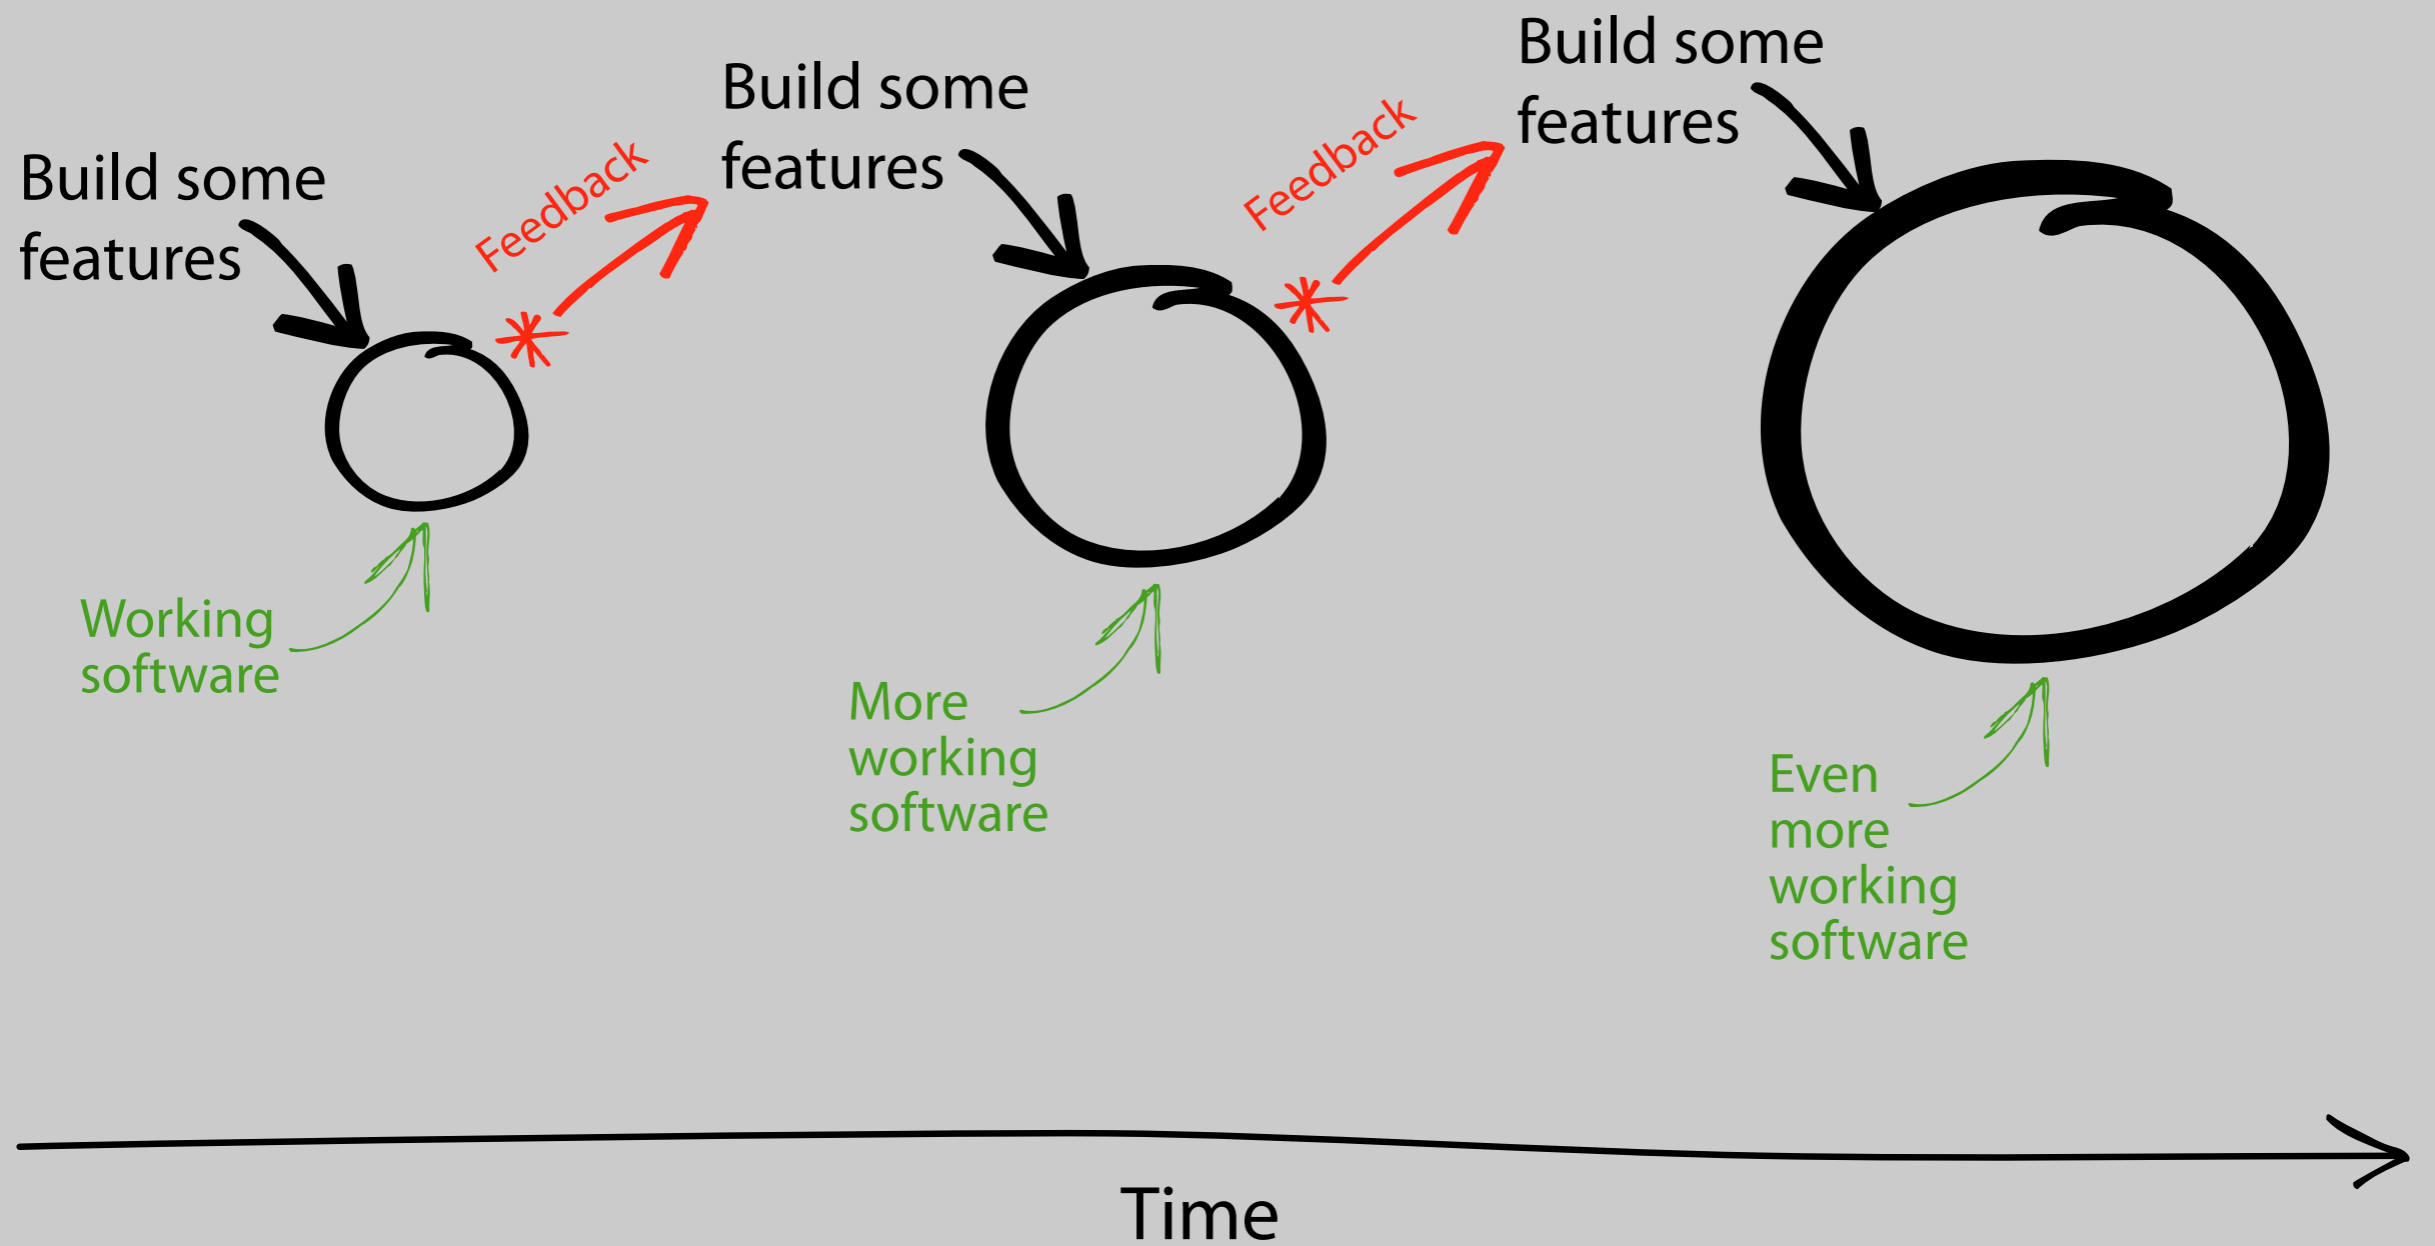 Build some
features
Feedback
Build some
features
Feedback
Build some
features
Working
software
More
working
software
Even
more
working
software
Time